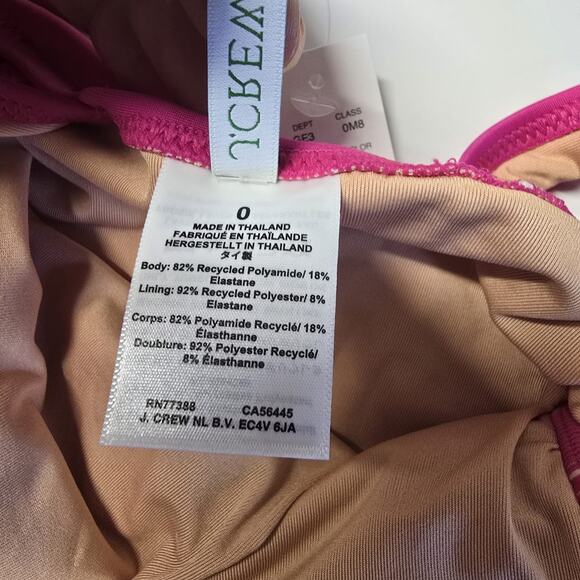 J.CREW
DEPT CLASS
GF3 0M8
0
MADE IN THAILAND
FABRIQUÉ EN THAÏLANDE
HERGESTELLT IN THAILAND
タイ製
Body: 82% Recycled Polyamide/ 18%
Elastane
Lining: 92% Recycled Polyester/ 8%
Elastane
Corps: 82% Polyamide Recyclé/ 18%
Élasthanne
Doublure: 92% Polyester Recyclé/
8% Élasthanne
RN77388 CA56445
J. CREW NL B.V. EC4V 6JA